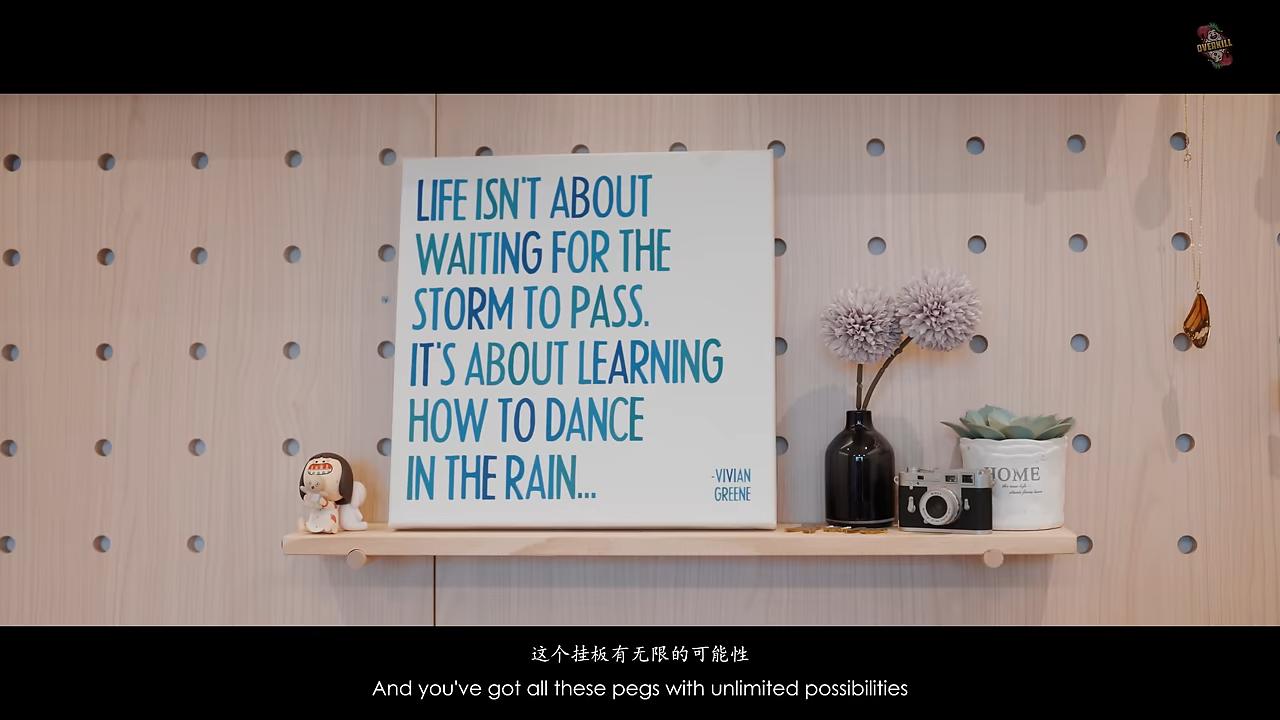 OVERKILL
LIFE ISN'T ABOUT
WAITING FOR THE
STORM TO PASS.
IT'S ABOUT LEARNING
HOW TO DANCE
IN THE RAIN...
-VIVIAN
GREENE
HOME
这个挂板有无限的可能性
And you've got all these pegs with unlimited possibilities